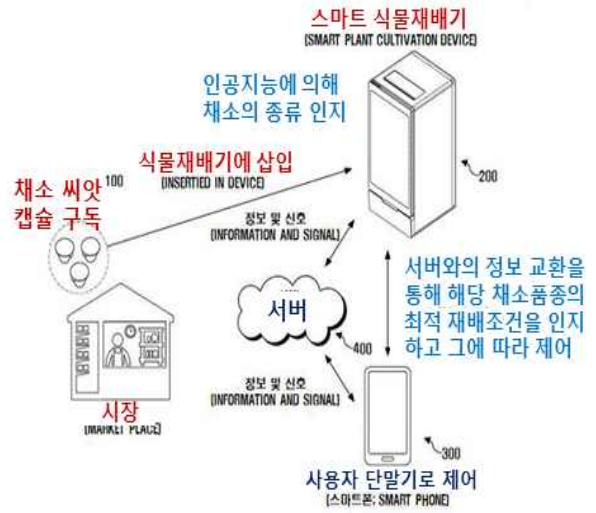 스마트 식물재배기
[SMART PLANT CULTIVATION DEVICE]
인공지능에 의해
채소의 종류 인지
식물재배기에 삽입
[INSERTIED IN DEVICE]
200
채소 씨앗 100
캡슐 구독
정보 및 신호
[INFORMATION AND SIGNAL]
서버와의 정보 교환을
통해 해당 채소품종의
최적 재배조건을 인지
하고 그에 따라 제어
서버
400
정보 및 신호
[INFORMATION AND SIGNAL]
시장
[MARKET PLACE]
300
사용자 단말기로 제어
[스마트폰; SMART PHONE]